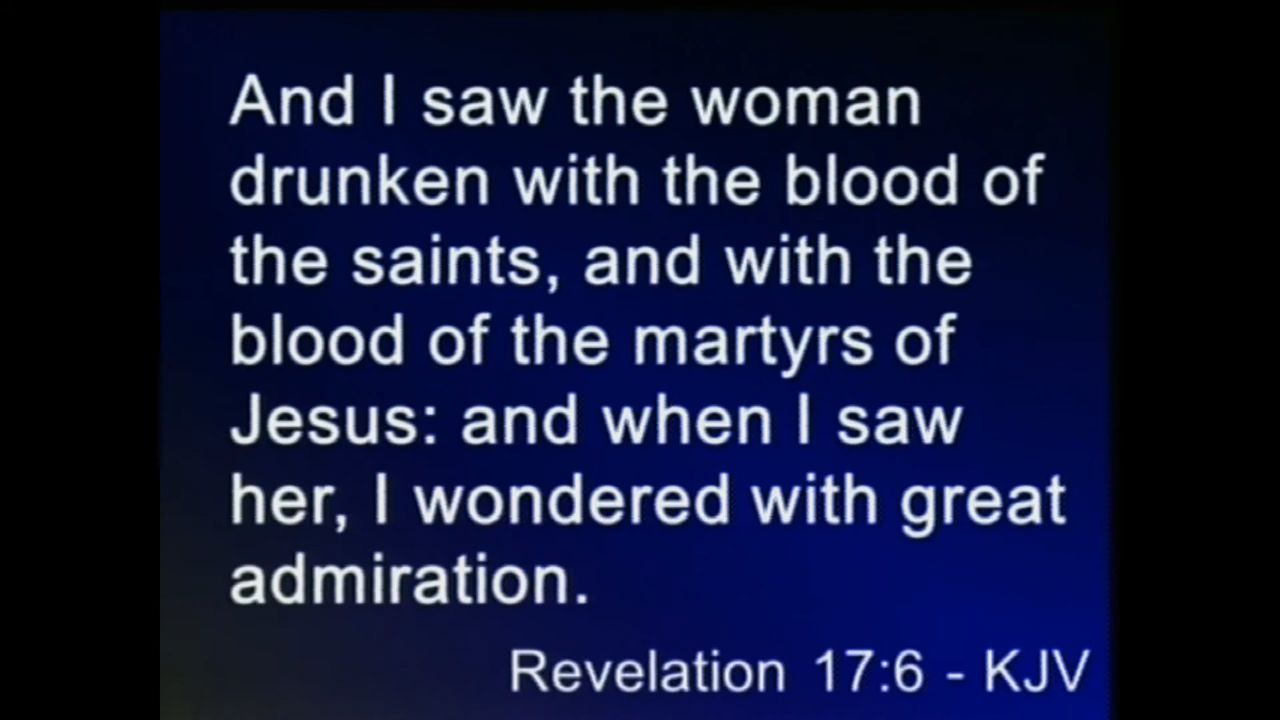 And I saw the woman
drunken with the blood of
the saints, and with the
blood of the martyrs of
Jesus: and when I saw
her, I wondered with great
admiration.
Revelation 17:6 - KJV